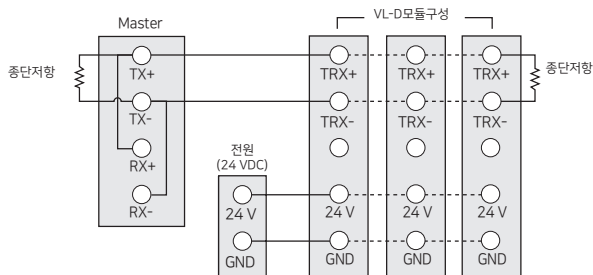 VL-D모듈구성
Master
종단저항
TX+
TRX+
TRX+
TRX+
종단저항
TX-
TRX-
TRX-
TRX-
RX+
전원
(24 VDC)
RX-
24 V
24 V
24 V
24 V
GND
GND
GND
GND